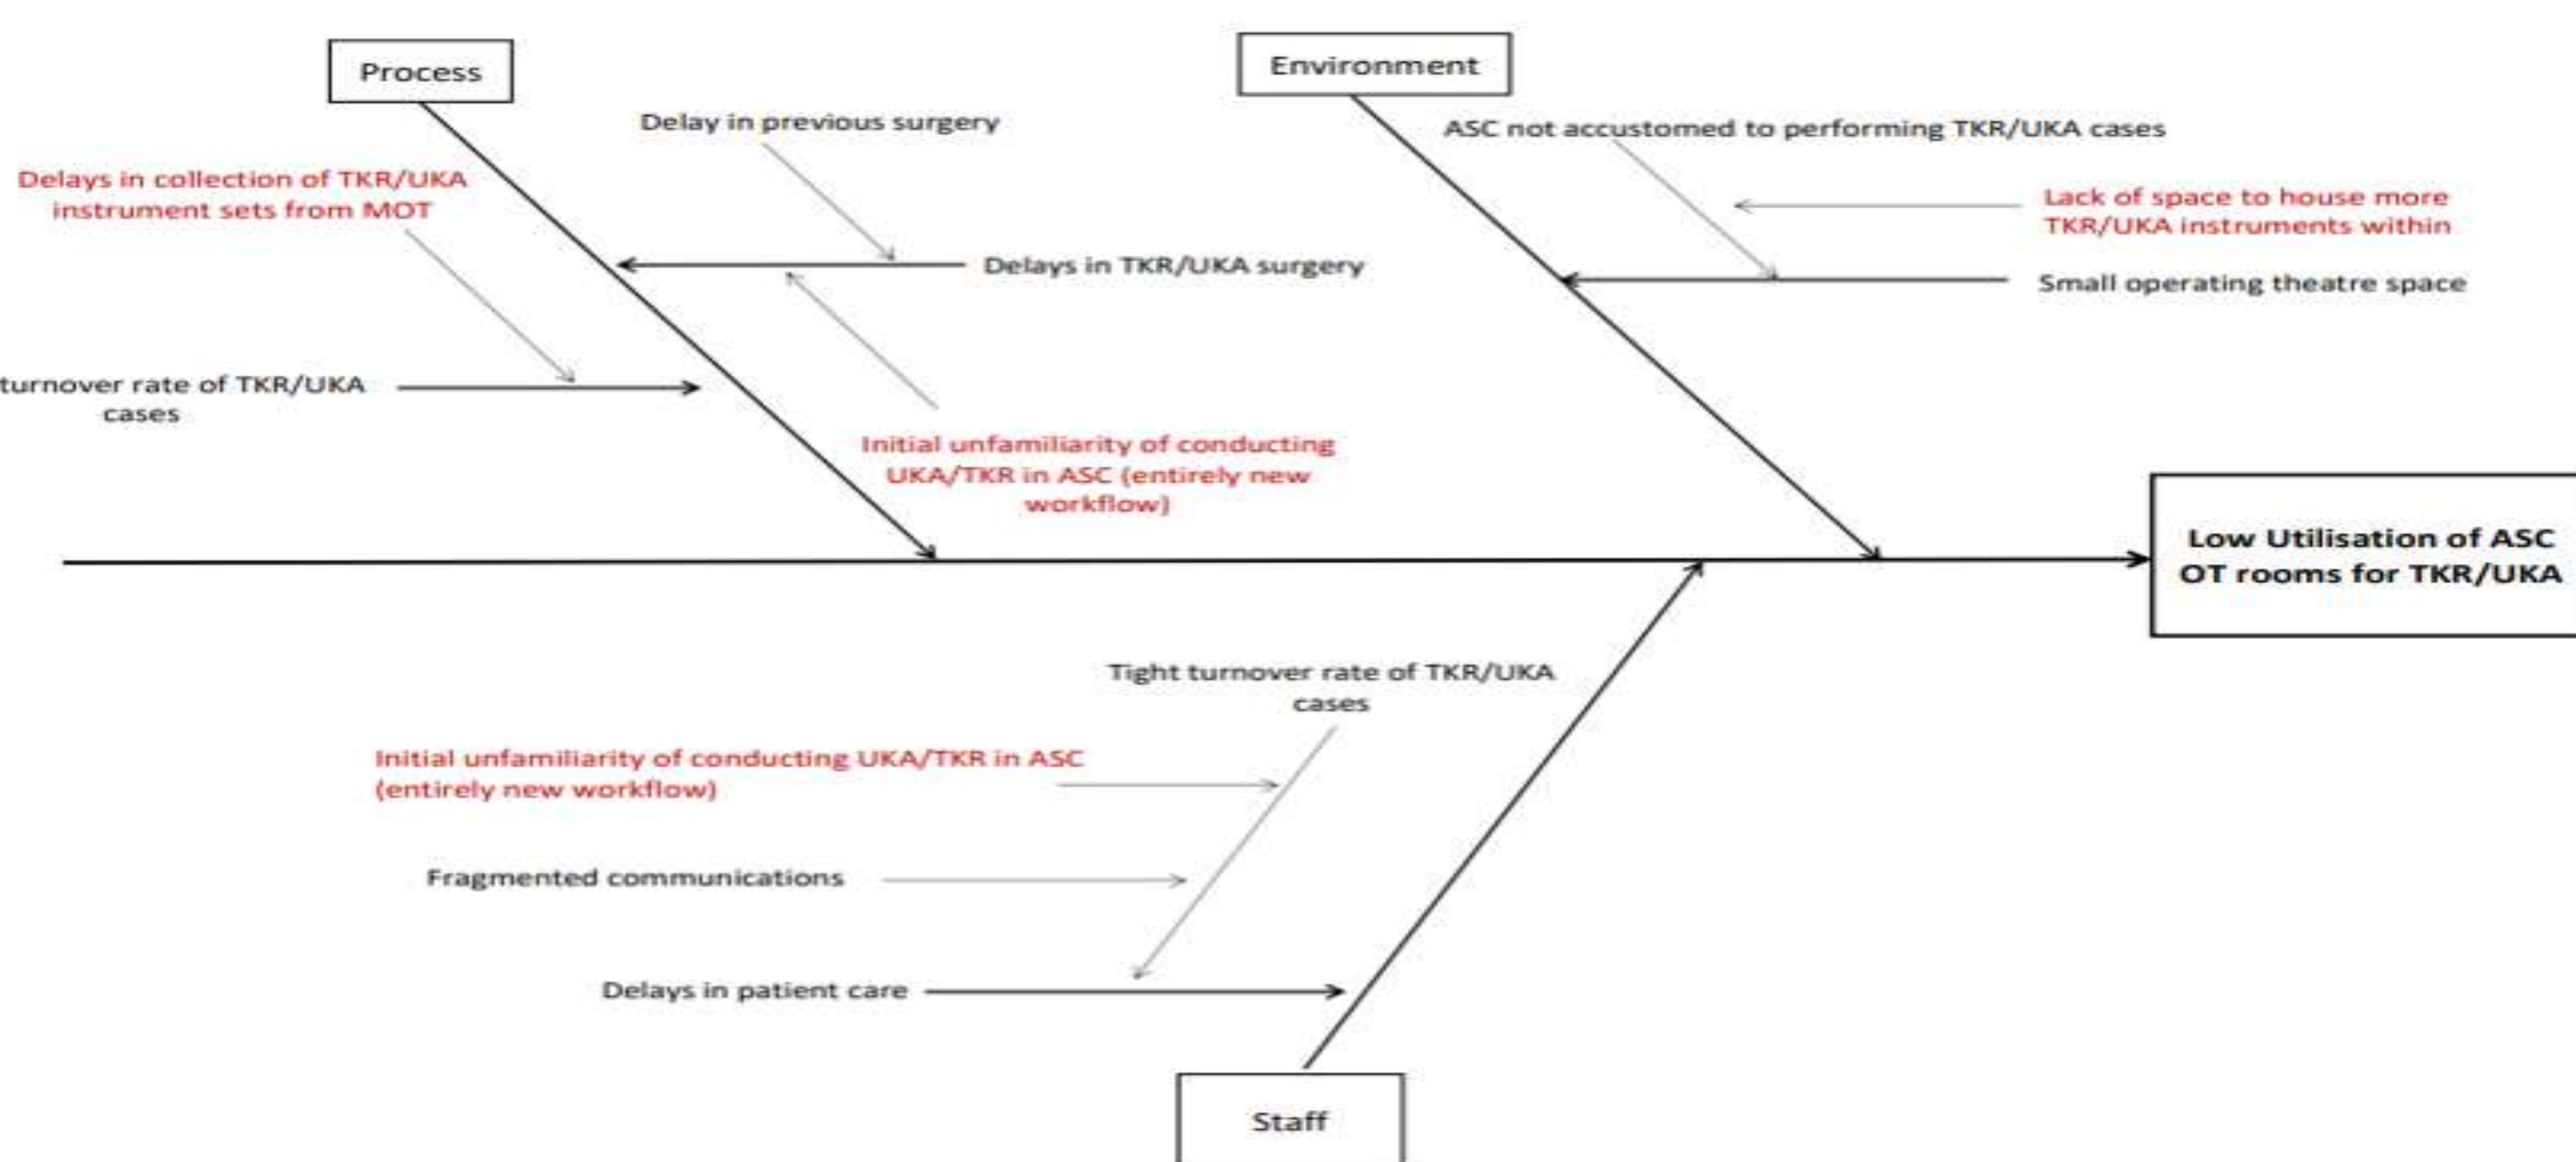 Process
Environment
Delay in previous surgery
ASC not accustomed to performing TKR/UKA cases
Delays in collection of TKR/UKA
instrument sets from MOT
Lack of space to house more
TKR/UKA instruments within
Delays in TKR/UKA surgery
Small operating theatre space
turnover rate of TKR/UKA
cases
Initial unfamiliarity of conducting
UKA/TKR in ASC (entirely new
workflow)
Low Utilisation of ASC
OT rooms for TKR/UKA
Tight turnover rate of TKR/UKA
cases
Initial unfamiliarity of conducting UKA/TKR in ASC
(entirely new workflow)
Fragmented communications
Delays in patient care
Staff